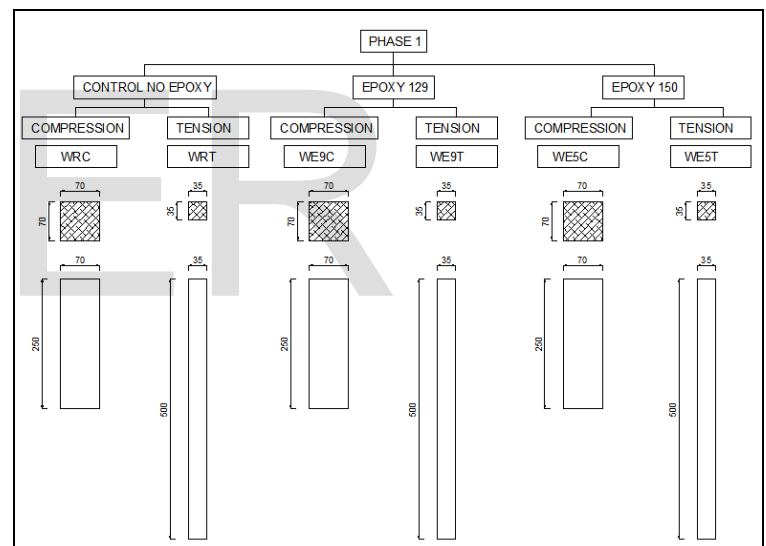 PHASE 1
CONTROL NO EPOXY EPOXY 129 EPOXY 150
COMPRESSION TENSION COMPRESSION TENSION COMPRESSION TENSION
WRC WRT WE9C WE9T WE5C WE5T
70 35 70 35 70 35
70 35 70 35 70 35
70 35 70 35 70 35
250 500 250 500 250 500
ER